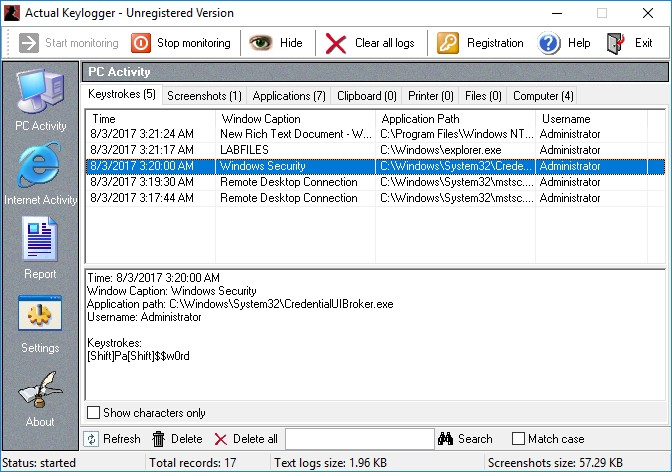 Actual Keylogger - Unregistered Version
Start monitoring Stop monitoring Hide Clear all logs Registration Help Exit
PC Activity
Keystrokes (5) Screenshots (1) Applications (7) Clipboard (0) Printer (0) Files (0) Computer (4)
Time Window Caption Application Path Username
8/3/2017 3:21:24 AM New Rich Text Document - W... C:\Program Files\Windows NT... Administrator
8/3/2017 3:21:17 AM LABFILES C:\Windows\explorer.exe Administrator
8/3/2017 3:20:00 AM Windows Security C:\Windows\System32\Crede... Administrator
8/3/2017 3:19:30 AM Remote Desktop Connection C:\Windows\System32\mstsc.... Administrator
8/3/2017 3:17:44 AM Remote Desktop Connection C:\Windows\System32\mstsc.... Administrator
PC Activity
Internet Activity
Report
Settings
About
Time: 8/3/2017 3:20:00 AM
Window Caption: Windows Security
Application path: C:\Windows\System32\CredentialUIBroker.exe
Username: Administrator
Keystrokes:
[Shift]Pa[Shift]$$w0rd
Show characters only
Refresh Delete Delete all Search Match case
Status: started Total records: 17 Text logs size: 1.96 KB Screenshots size: 57.29 KB